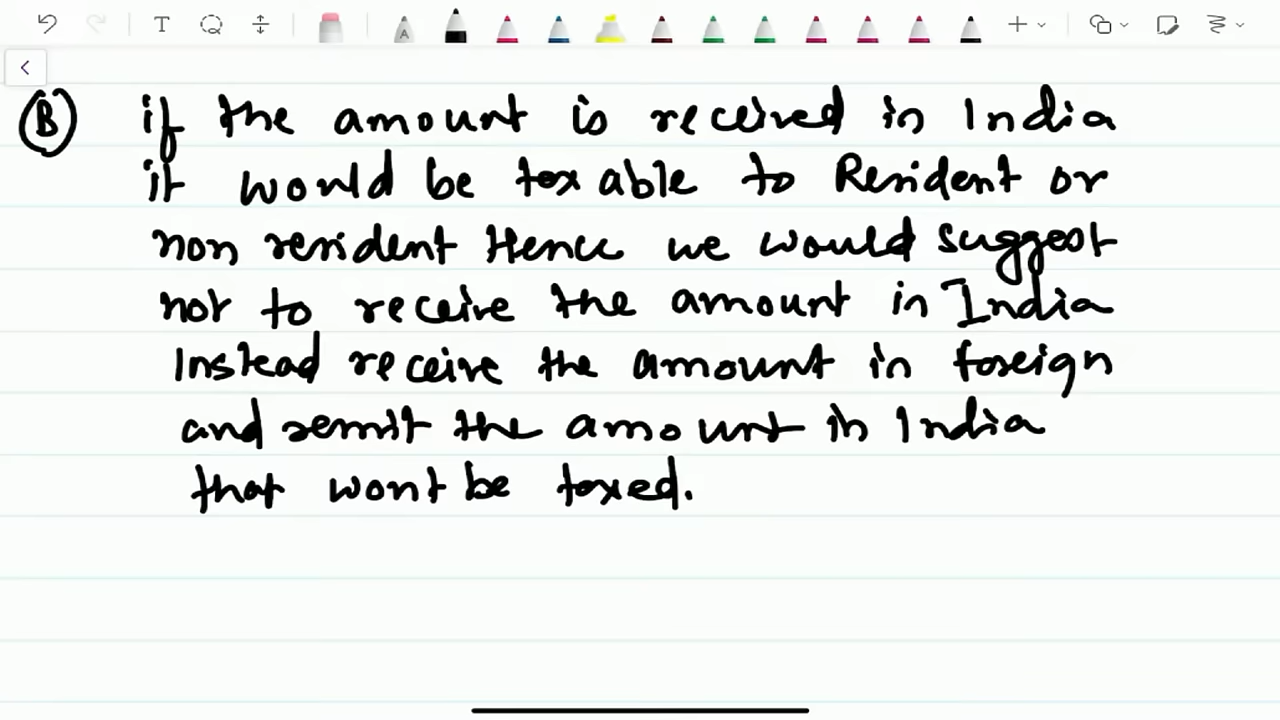 B if the amount is received in India
it would be taxable to Resident or
non resident Hence we would suggest
not to receive the amount in India
Instead receive the amount in foreign
and remit the amount in India
that wont be taxed.